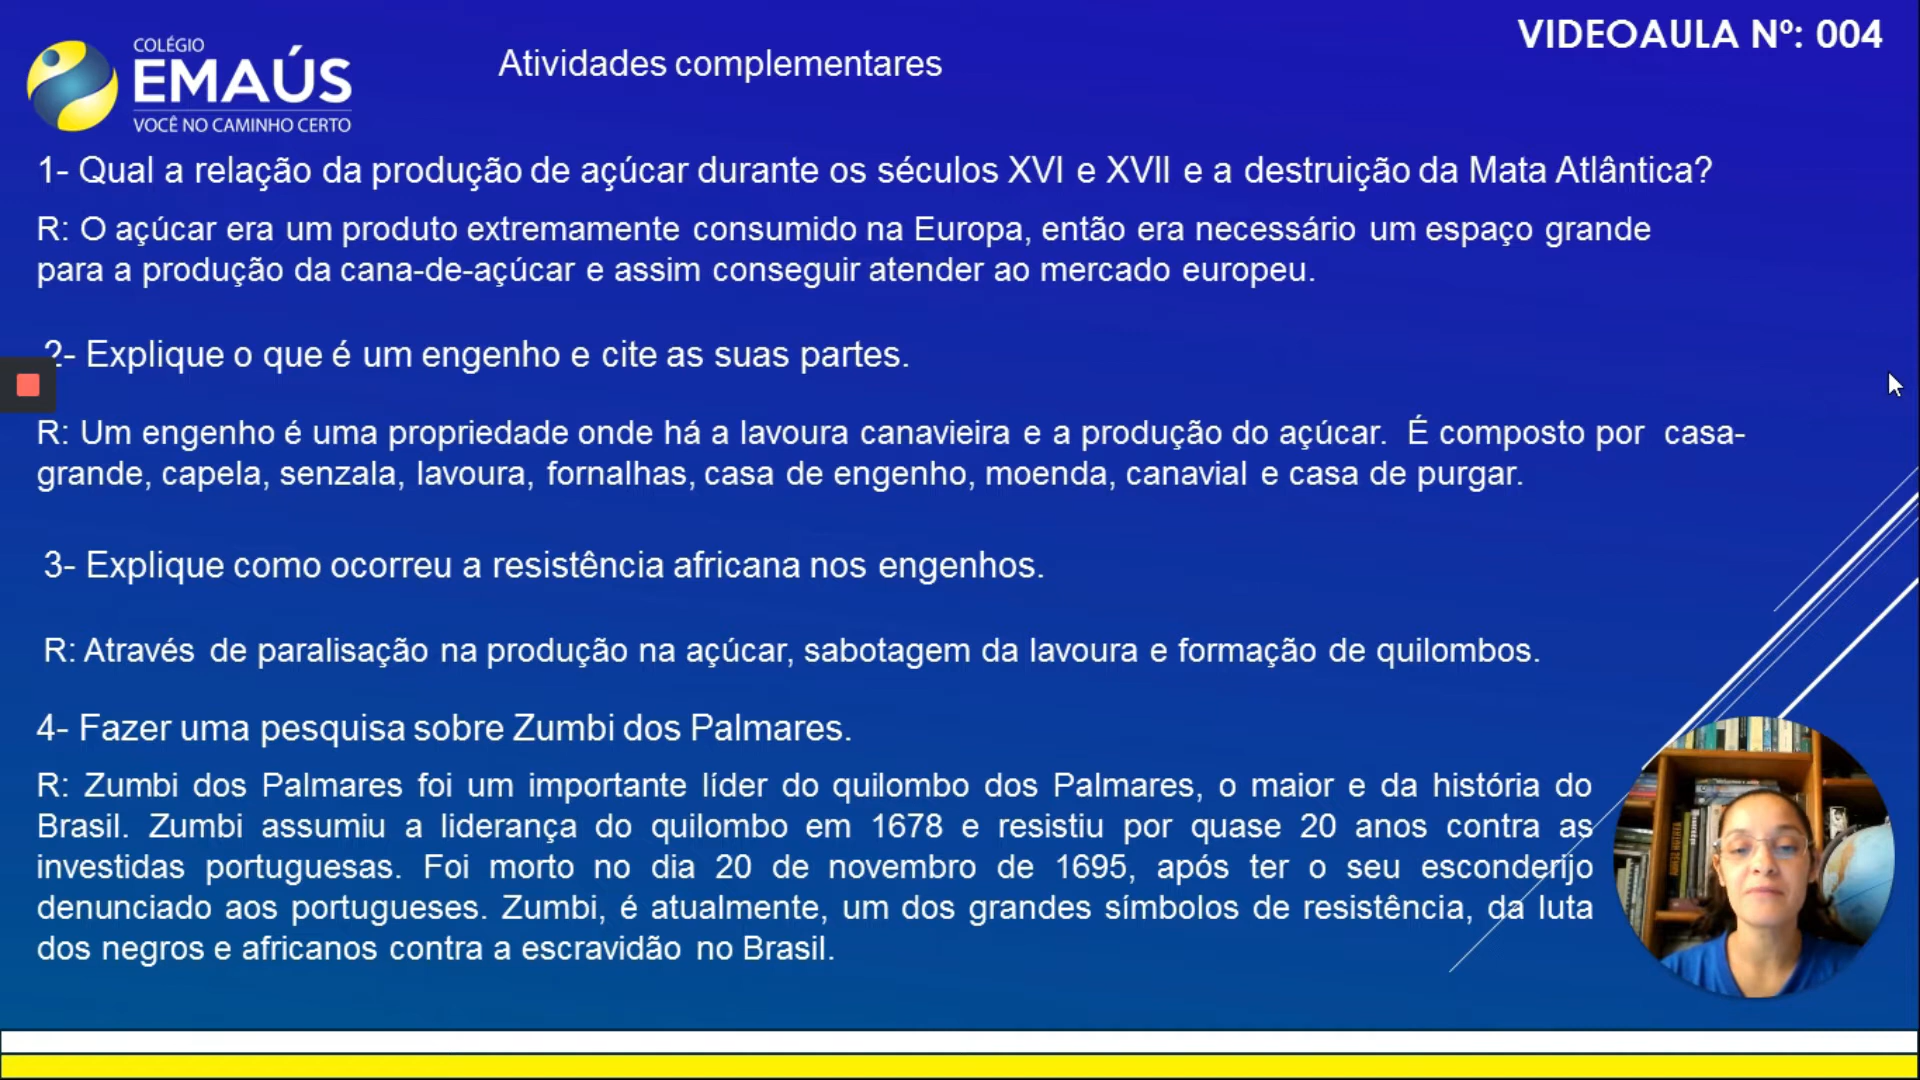 COLÉGIO
EMAÚS
VOCÊ NO CAMINHO CERTO
Atividades complementares
VIDEOAULA Nº: 004
1- Qual a relação da produção de açúcar durante os séculos XVI e XVII e a destruição da Mata Atlântica?
R: O açúcar era um produto extremamente consumido na Europa, então era necessário um espaço grande
para a produção da cana-de-açúcar e assim conseguir atender ao mercado europeu.
2- Explique o que é um engenho e cite as suas partes.
R: Um engenho é uma propriedade onde há a lavoura canavieira e a produção do açúcar. É composto por casa-
grande, capela, senzala, lavoura, fornalhas, casa de engenho, moenda, canavial e casa de purgar.
3- Explique como ocorreu a resistência africana nos engenhos.
R: Através de paralisação na produção na açúcar, sabotagem da lavoura e formação de quilombos.
4- Fazer uma pesquisa sobre Zumbi dos Palmares.
R: Zumbi dos Palmares foi um importante líder do quilombo dos Palmares, o maior e da história do
Brasil. Zumbi assumiu a liderança do quilombo em 1678 e resistiu por quase 20 anos contra as
investidas portuguesas. Foi morto no dia 20 de novembro de 1695, após ter o seu esconderijo
denunciado aos portugueses. Zumbi, é atualmente, um dos grandes símbolos de resistência, da luta
dos negros e africanos contra a escravidão no Brasil.